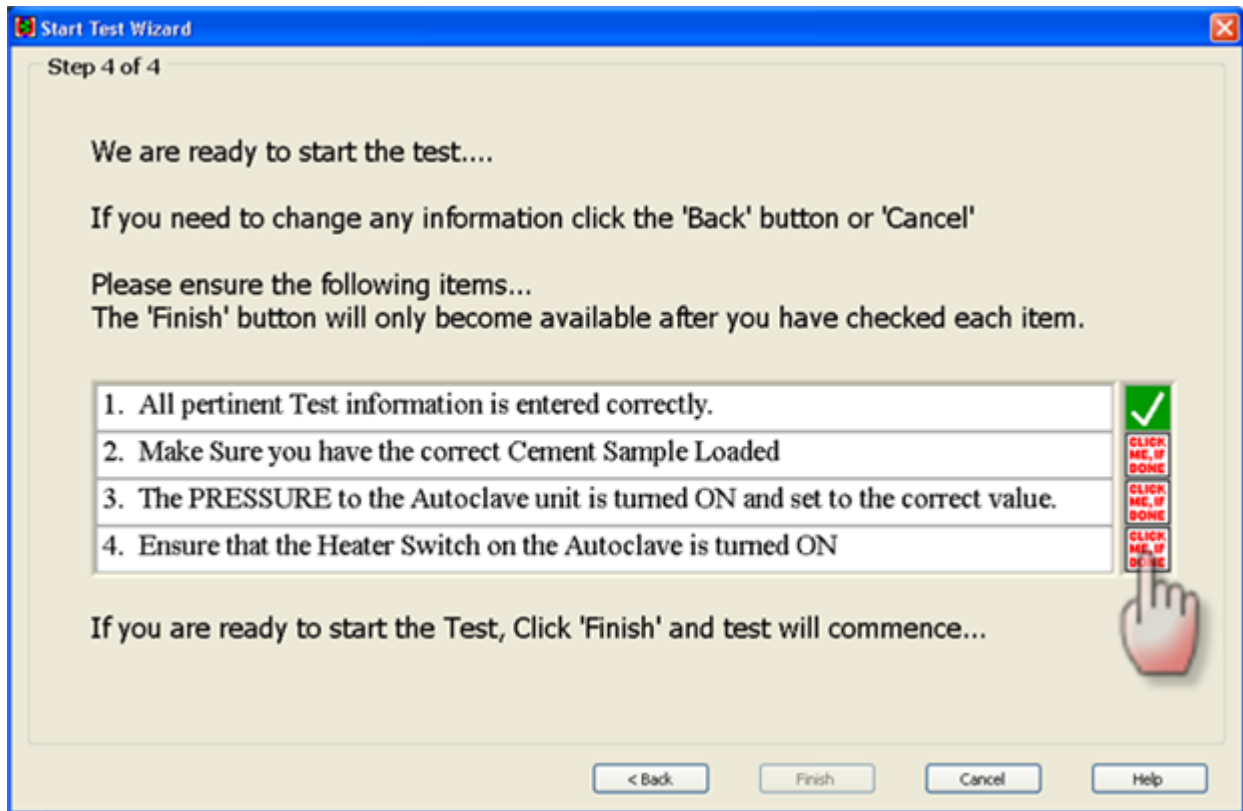 Start Test Wizard
Step 4 of 4
We are ready to start the test....
If you need to change any information click the 'Back' button or 'Cancel'
Please ensure the following items...
The 'Finish' button will only become available after you have checked each item.
1. All pertinent Test information is entered correctly.
2. Make Sure you have the correct Cement Sample Loaded
CLICK
ME, IF
DONE
3. The PRESSURE to the Autoclave unit is turned ON and set to the correct value.
CLICK
ME, IF
DONE
4. Ensure that the Heater Switch on the Autoclave is turned ON
CLICK
ME, IF
DONE
If you are ready to start the Test, Click 'Finish' and test will commence...
< Back Finish Cancel Help